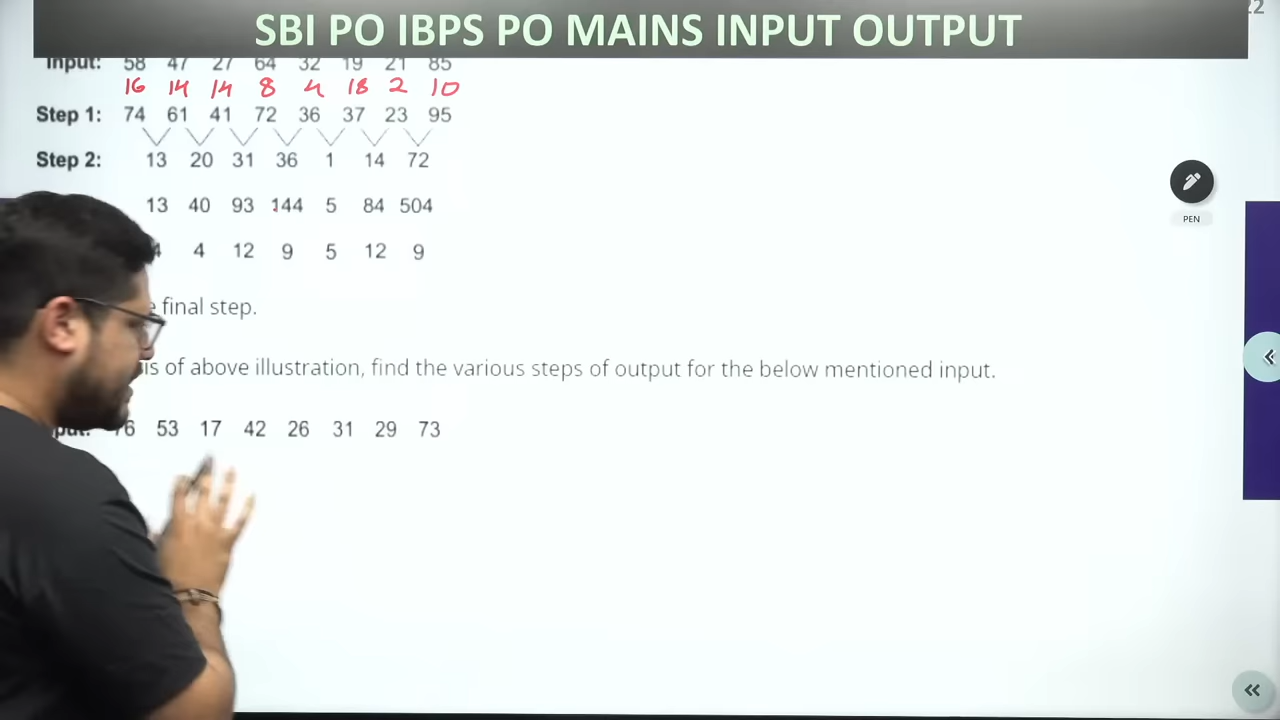 22
SBI PO IBPS PO MAINS INPUT OUTPUT
Input: 58 47 27 64 32 19 21 85
16 14 14 8 4 18 2 10
Step 1: 74 61 41 72 36 37 23 95
Step 2: 13 20 31 36 1 14 72
13 40 93 144 5 84 504
4 4 12 9 5 12 9
final step.
of above illustration, find the various steps of output for the below mentioned input.
76 53 17 42 26 31 29 73
PEN